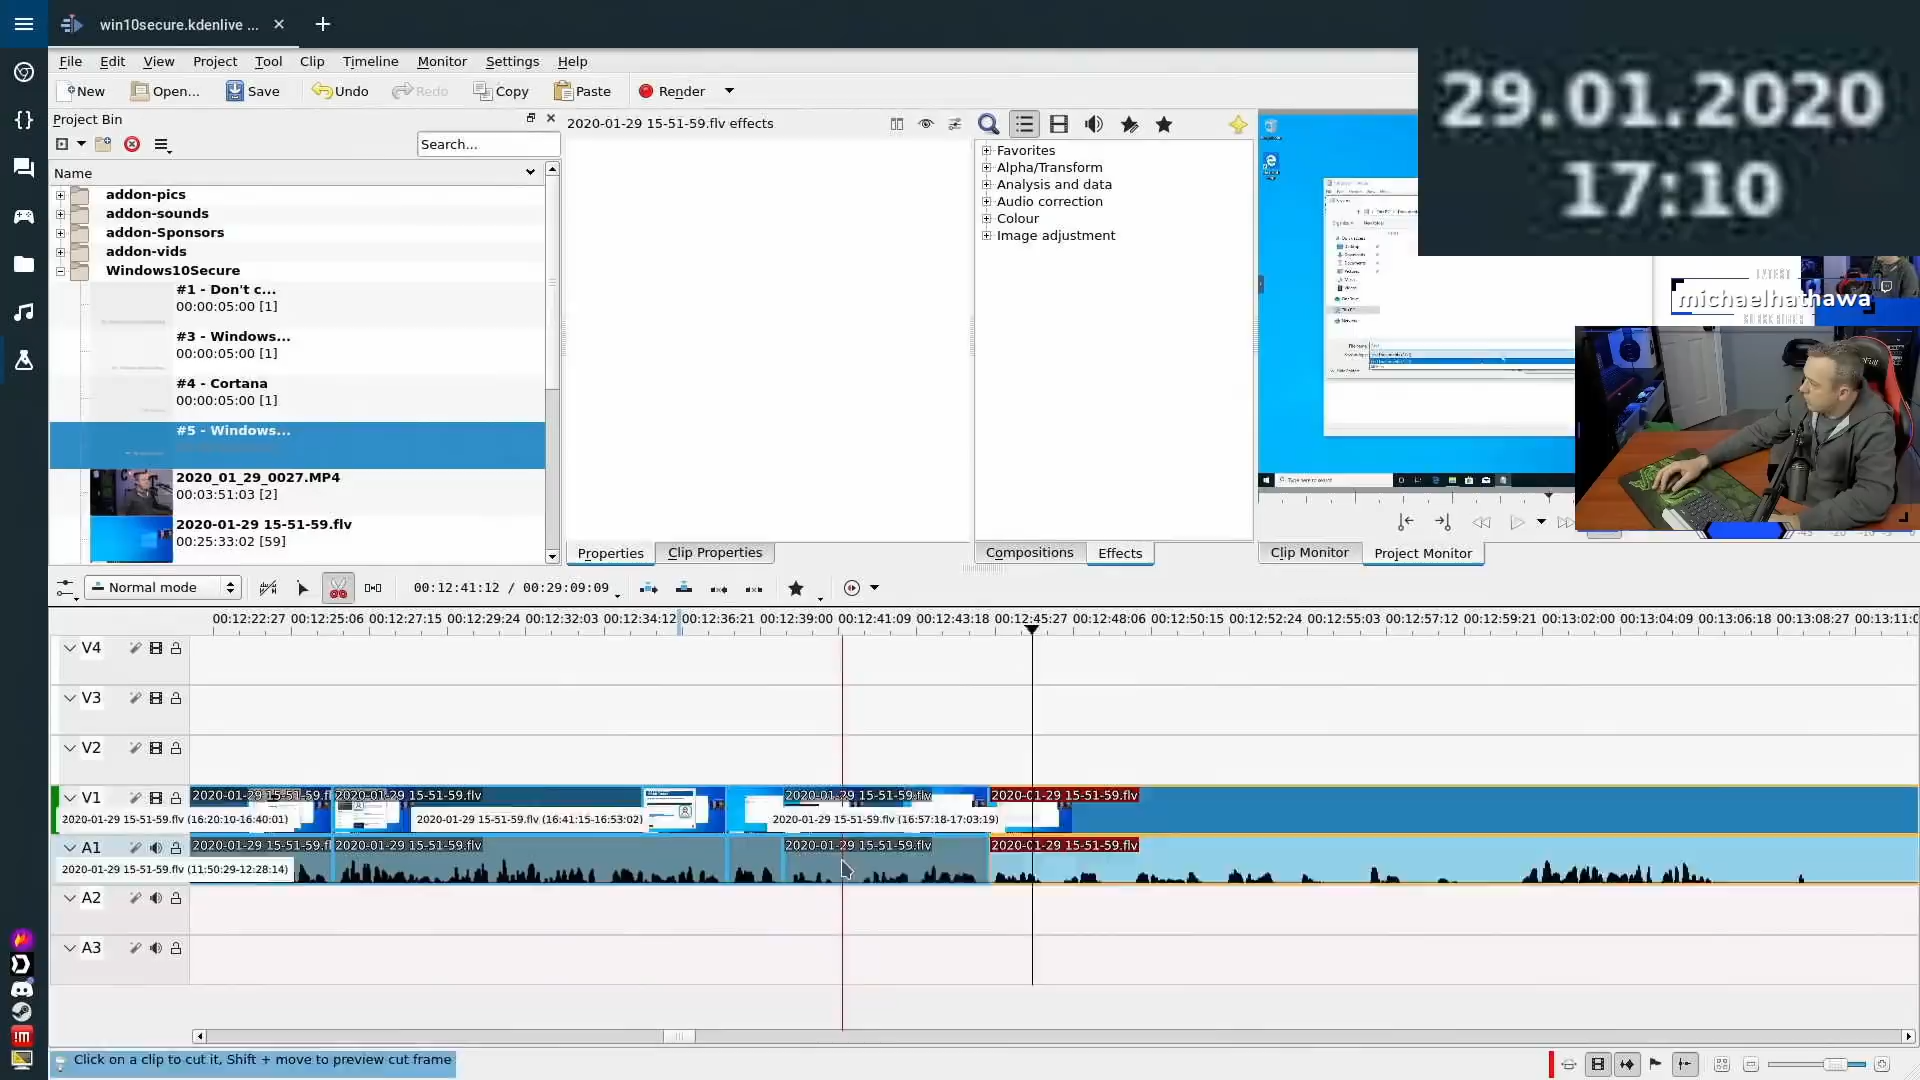 win10secure.kdenlive ...
File Edit View Project Tool Clip Timeline Monitor Settings Help
New Open... Save Undo Redo Copy Paste Render
29.01.2020
17:10
Project Bin
2020-01-29 15-51-59.flv effects
Search...
Name
addon-pics
addon-sounds
addon-Sponsors
addon-vids
Windows10Secure
#1 - Don't c...
00:00:05:00 [1]
#3 - Windows...
00:00:05:00 [1]
#4 - Cortana
00:00:05:00 [1]
#5 - Windows...
2020_01_29_0027.MP4
00:03:51:03 [2]
2020-01-29 15-51-59.flv
00:25:33:02 [59]
Favorites
Alpha/Transform
Analysis and data
Audio correction
Colour
Image adjustment
michaelhathawa
Properties Clip Properties
Compositions Effects
Clip Monitor Project Monitor
Normal mode
00:12:41:12 / 00:29:09:09
00:12:22:27 00:12:25:06 00:12:27:15 00:12:29:24 00:12:32:03 00:12:34:12 00:12:36:21 00:12:39:00 00:12:41:09 00:12:43:18 00:12:45:27 00:12:48:06 00:12:50:15 00:12:52:24 00:12:55:03 00:12:57:12 00:12:59:21 00:13:02:00 00:13:04:09 00:13:06:18 00:13:08:27 00:13:11:0
V4
V3
V2
V1
2020-01-29 15-51-59.fl 2020-01-29 15-51-59.flv 2020-01-29 15-51-59.flv 2020-01-29 15-51-59.flv
2020-01-29 15-51-59.flv (16:20:10-16:40:01) 2020-01-29 15-51-59.flv (16:41:15-16:53:02) 2020-01-29 15-51-59.flv (16:57:18-17:03:19)
A1
2020-01-29 15-51-59.fl 2020-01-29 15-51-59.flv 2020-01-29 15-51-59.flv 2020-01-29 15-51-59.flv
2020-01-29 15-51-59.flv (11:50:29-12:28:14)
A2
A3
Click on a clip to cut it, Shift + move to preview cut frame